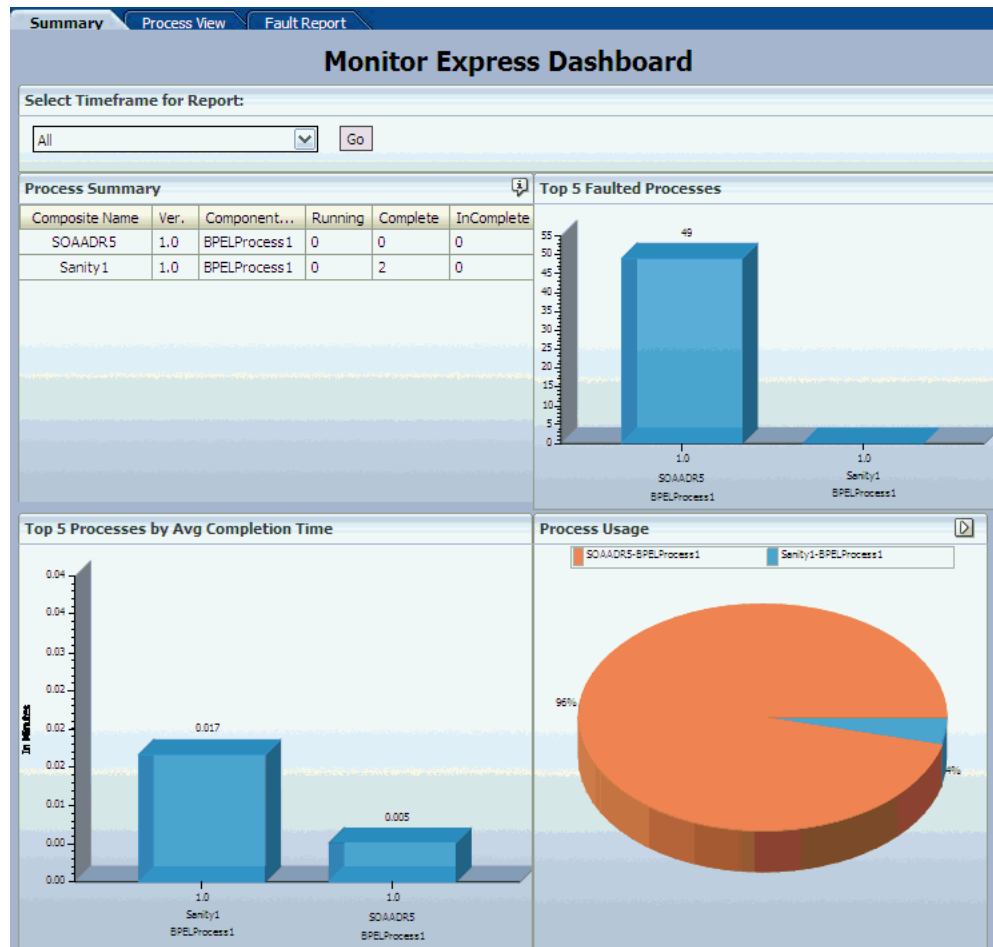 Summary Process View Fault Report
Monitor Express Dashboard
Select Timeframe for Report:
All Go
Process Summary
Composite Name Ver. Component... Running Complete InComplete
SOAADR5 1.0 BPELProcess1 0 0 0
Sanity1 1.0 BPELProcess1 0 2 0
Top 5 Faulted Processes
49
55
50
45
40
35
30
25
20
15
10
5
0
1.0 1.0
SOAADR5 Sanity1
BPELProcess1 BPELProcess1
Top 5 Processes by Avg Completion Time
0.04
0.04
0.03
0.02
0.02
0.02
0.01
0.00
0.00
In Minutes
0.017
0.005
1.0 1.0
Sanity1 SOAADR5
BPELProcess1 BPELProcess1
Process Usage
SOAADR5-BPELProcess1 Sanity1-BPELProcess1
96%
4%